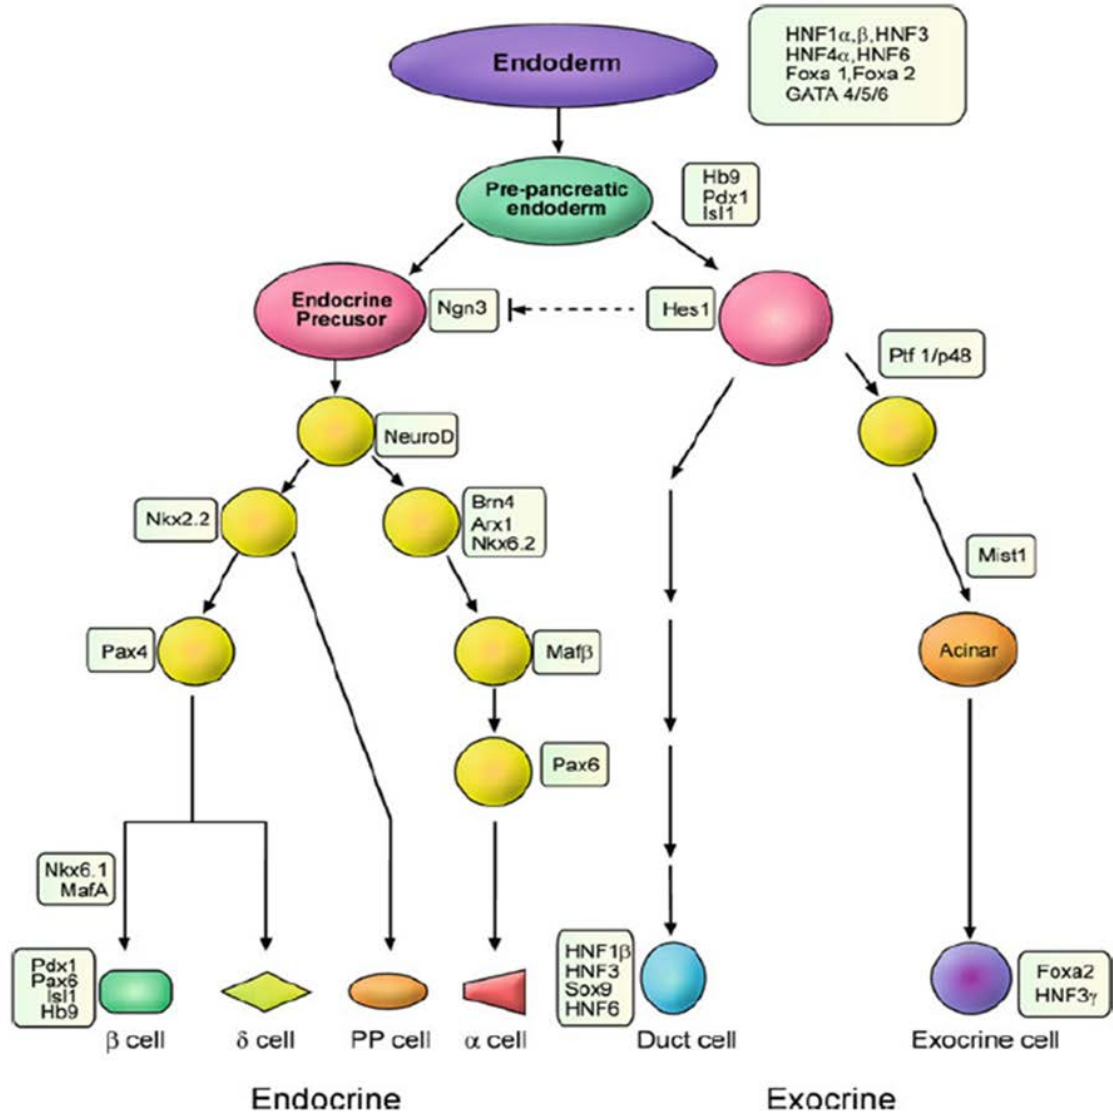 Endoderm
HNF1α,β,HNF3
HNF4α,HNF6
Foxa 1,Foxa 2
GATA 4/5/6
Pre-pancreatic
endoderm
Hb9
Pdx1
Isl1
Endocrine
Precusor
Ngn3
Hes1
Ptf 1/p48
NeuroD
Nkx2.2
Brn4
Arx1
Nkx6.2
Mist1
Pax4
Mafβ
Acinar
Pax6
Nkx6.1
MafA
Pdx1
Pax6
Isl1
Hb9
HNF1β
HNF3
Sox9
HNF6
Foxa2
HNF3γ
β cell
δ cell
PP cell
α cell
Duct cell
Exocrine cell
Endocrine
Exocrine